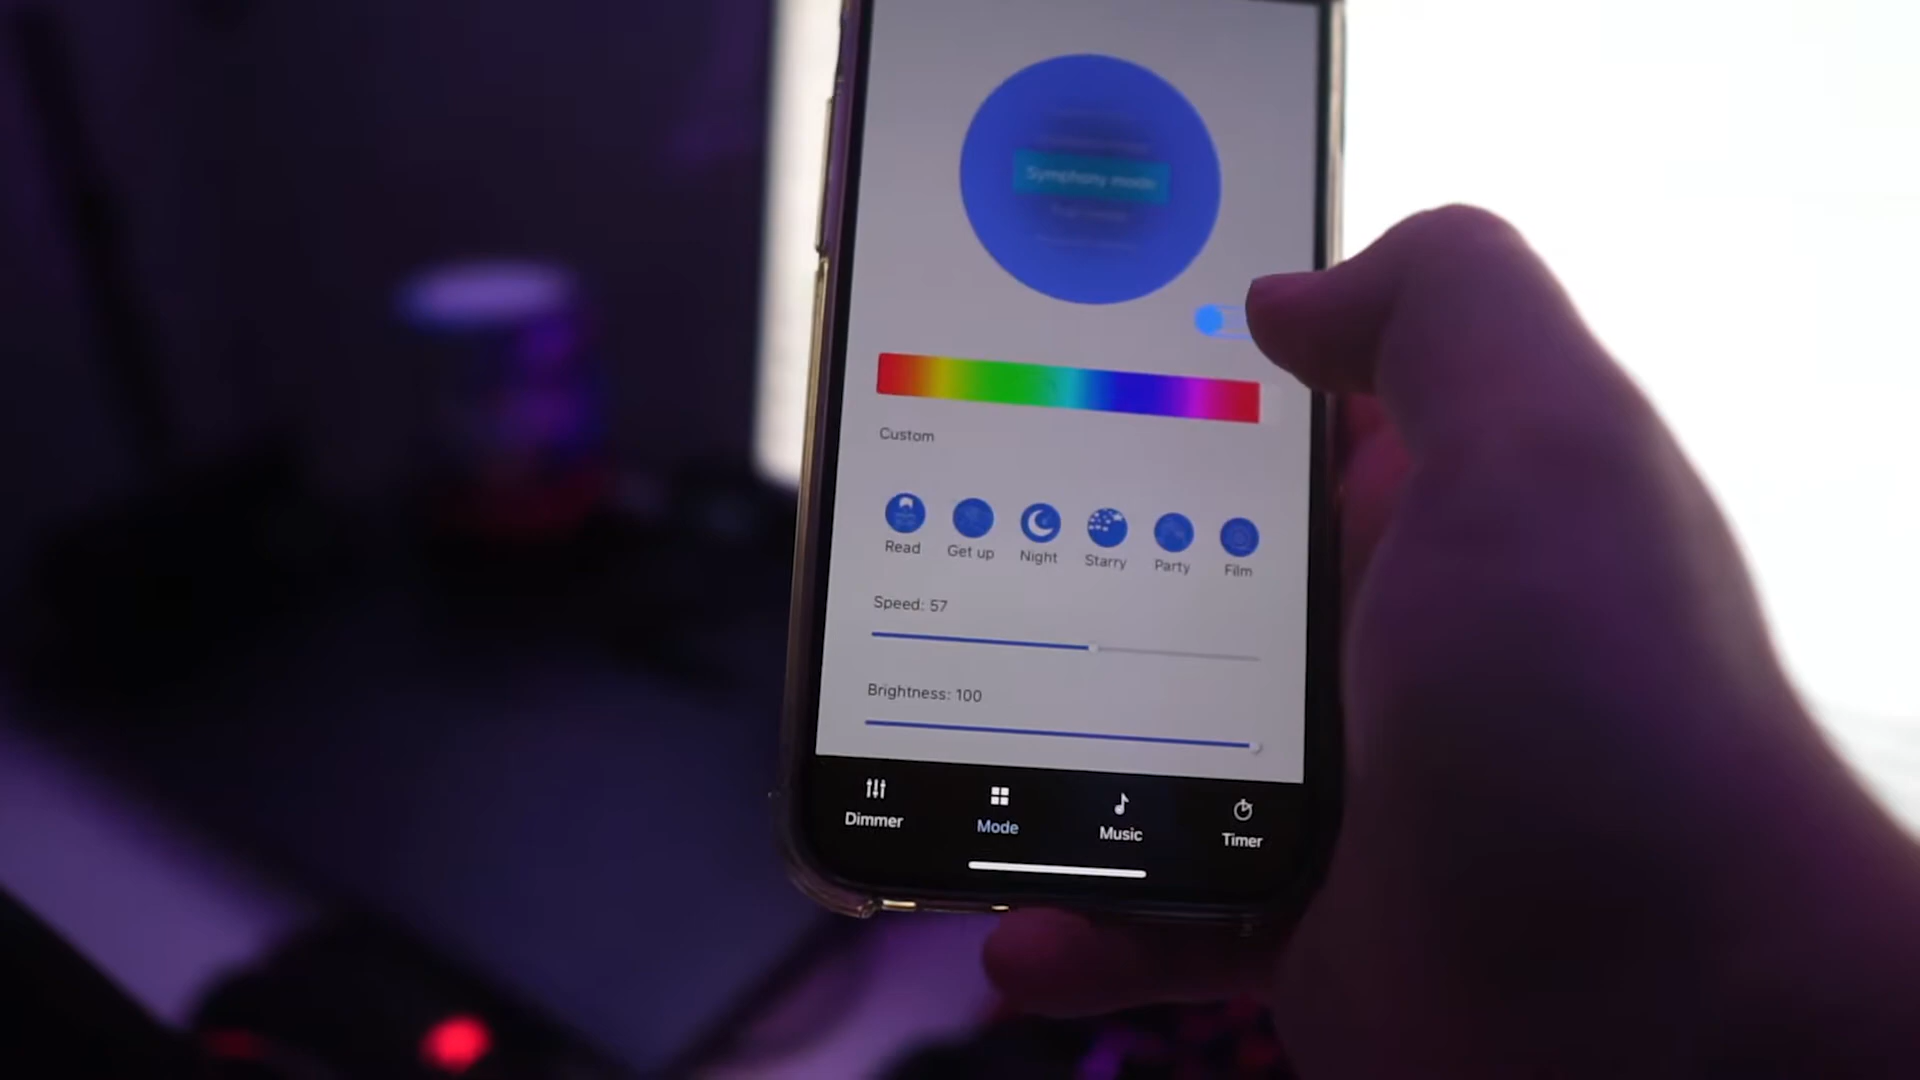 Symphony mode
Custom
Read Get up Night Starry Party Film
Speed: 57
Brightness: 100
Dimmer Mode Music Timer